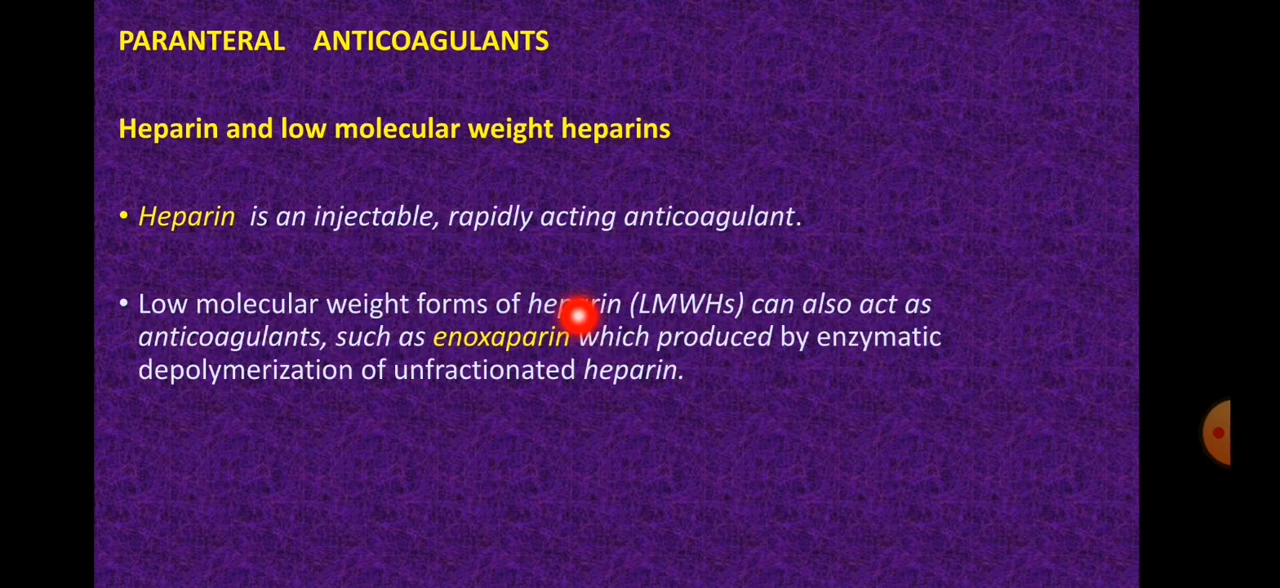 PARANTERAL ANTICOAGULANTS
Heparin and low molecular weight heparins
• Heparin is an injectable, rapidly acting anticoagulant.
• Low molecular weight forms of heparin (LMWHs) can also act as
anticoagulants, such as enoxaparin which produced by enzymatic
depolymerization of unfractionated heparin.